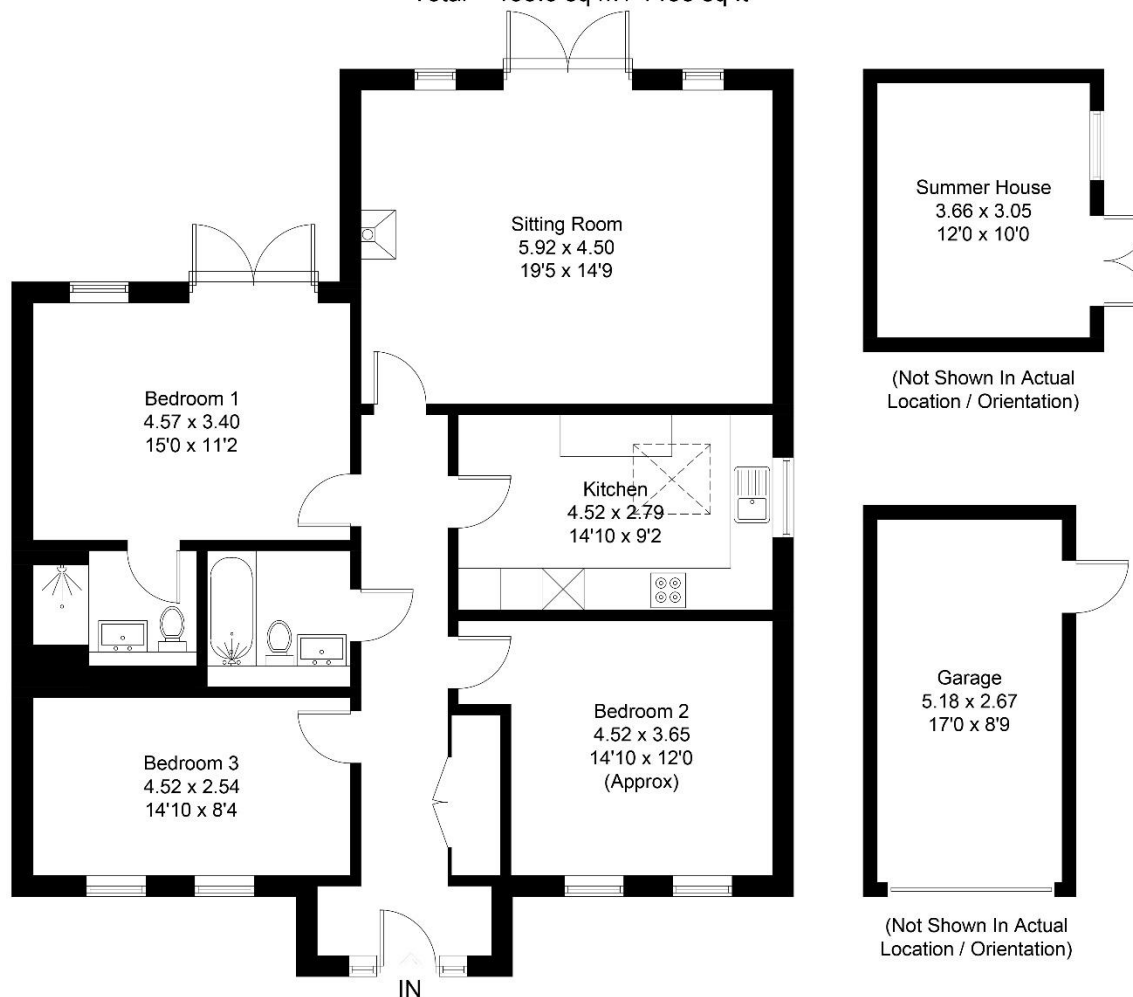 Total
Sitting Room
5.92 x 4.50
19'5 x 14'9
Summer House
3.66 x 3.05
12'0 x 10'0
(Not Shown In Actual
Location / Orientation)
Bedroom 1
4.57 x 3.40
15'0 x 11'2
Kitchen
4.52 x 2.79
14'10 x 9'2
Garage
5.18 x 2.67
17'0 x 8'9
Bedroom 2
4.52 x 3.65
14'10 x 12'0
(Approx)
Bedroom 3
4.52 x 2.54
14'10 x 8'4
(Not Shown In Actual
Location / Orientation)
IN